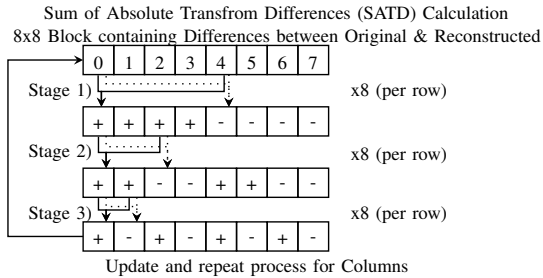 Sum of Absolute Transfrom Differences (SATD) Calculation
8x8 Block containing Differences between Original & Reconstructed
0 1 2 3 4 5 6 7
Stage 1) x8 (per row)
+ + + + - - - -
Stage 2) x8 (per row)
+ + - - + + - -
Stage 3) x8 (per row)
+ - + - + - + -
Update and repeat process for Columns